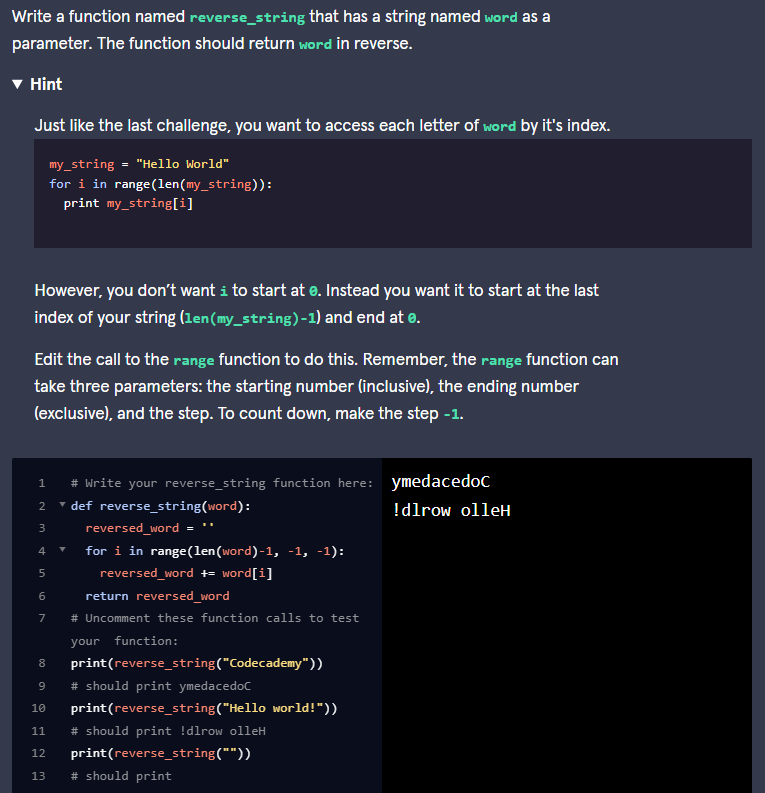 Write a function named reverse_string that has a string named word as a
parameter. The function should return word in reverse.
▼ Hint
Just like the last challenge, you want to access each letter of word by it's index.
my_string = "Hello World"
for i in range(len(my_string)):
  print my_string[i]
However, you don’t want i to start at 0. Instead you want it to start at the last
index of your string (len(my_string)-1) and end at 0.
Edit the call to the range function to do this. Remember, the range function can
take three parameters: the starting number (inclusive), the ending number
(exclusive), and the step. To count down, make the step -1.
1 # Write your reverse_string function here:
2 def reverse_string(word):
3   reversed_word = ''
4   for i in range(len(word)-1, -1, -1):
5     reversed_word += word[i]
6   return reversed_word
7 # Uncomment these function calls to test
your  function:
8 print(reverse_string("Codecademy"))
9 # should print ymedacedoC
10 print(reverse_string("Hello world!"))
11 # should print !dlrow olleH
12 print(reverse_string(""))
13 # should print
ymedacedoC
!dlrow olleH